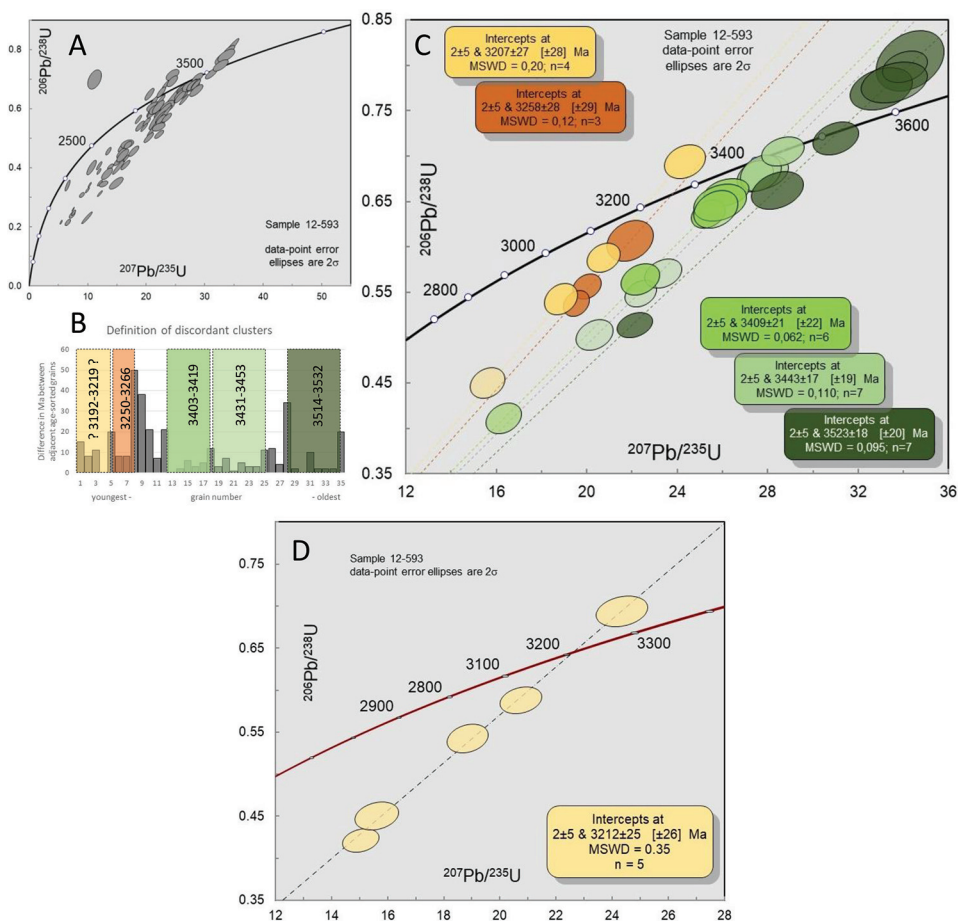 A
²⁰⁶Pb/²³⁸U
0.8
0.6
0.4
0.2
0.0
2500
3500
Sample 12-593
data-point error
ellipses are 2σ
²⁰⁷Pb/²³⁵U
0
10
20
30
40
50
B
Definition of discordant clusters
Difference in Ma between
adjacent age-sorted grains
60
50
40
30
20
10
0
? 3192-3219 ?
3250-3266
3403-3419
3431-3453
3514-3532
1 3 5 7 9 11 13 15 17 19 21 23 25 27 29 31 33 35
youngest - grain number - oldest
C
0.85
0.75
0.65
0.55
0.45
0.35
²⁰⁶Pb/²³⁸U
Intercepts at
2±5 & 3207±27 [±28] Ma
MSWD = 0,20; n=4
Intercepts at
2±5 & 3258±28 [±29] Ma
MSWD = 0,12; n=3
Sample 12-593
data-point error
ellipses are 2σ
2800
3000
3200
3400
3600
Intercepts at
2±5 & 3409±21 [±22] Ma
MSWD = 0,062; n=6
Intercepts at
2±5 & 3443±17 [±19] Ma
MSWD = 0,110; n=7
Intercepts at
2±5 & 3523±18 [±20] Ma
MSWD = 0,095; n=7
²⁰⁷Pb/²³⁵U
12 16 20 24 28 32 36
D
Sample 12-593
data-point error ellipses are 2σ
²⁰⁶Pb/²³⁸U
0.75
0.65
0.55
0.45
0.35
2900
2800
3100
3200
3300
Intercepts at
2±5 & 3212±25 [±26] Ma
MSWD = 0.35
n = 5
²⁰⁷Pb/²³⁵U
12 14 16 18 20 22 24 26 28